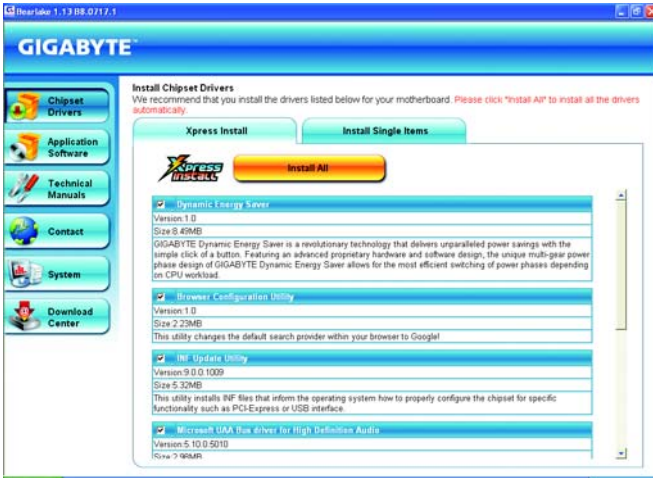 Bearlake 1.13 B8.0717.1
GIGABYTE™
Chipset
Drivers
Application
Software
Technical
Manuals
Contact
System
Download
Center
Install Chipset Drivers
We recommend that you install the drivers listed below for your motherboard. Please click "Install All" to install all the drivers
automatically.
Xpress Install
Install Single Items
Xpress
Install
Install All
Dynamic Energy Saver
Version:1.0
Size:8.49MB
GIGABYTE Dynamic Energy Saver is a revolutionary technology that delivers unparalleled power savings with the
simple click of a button. Featuring an advanced proprietary hardware and software design, the unique multi-gear power
phase design of GIGABYTE Dynamic Energy Saver allows for the most efficient switching of power phases depending
on CPU workload.
Browser Configuration Utility
Version:1.0
Size:2.23MB
This utility changes the default search provider within your browser to Google!
INF Update Utility
Version:9.0.0.1009
Size:5.32MB
This utility installs INF files that inform the operating system how to properly configure the chipset for specific
functionality such as PCI-Express or USB interface.
Microsoft UAA Bus driver for High Definition Audio
Version:5.10.0.5010
Size:2.98MB